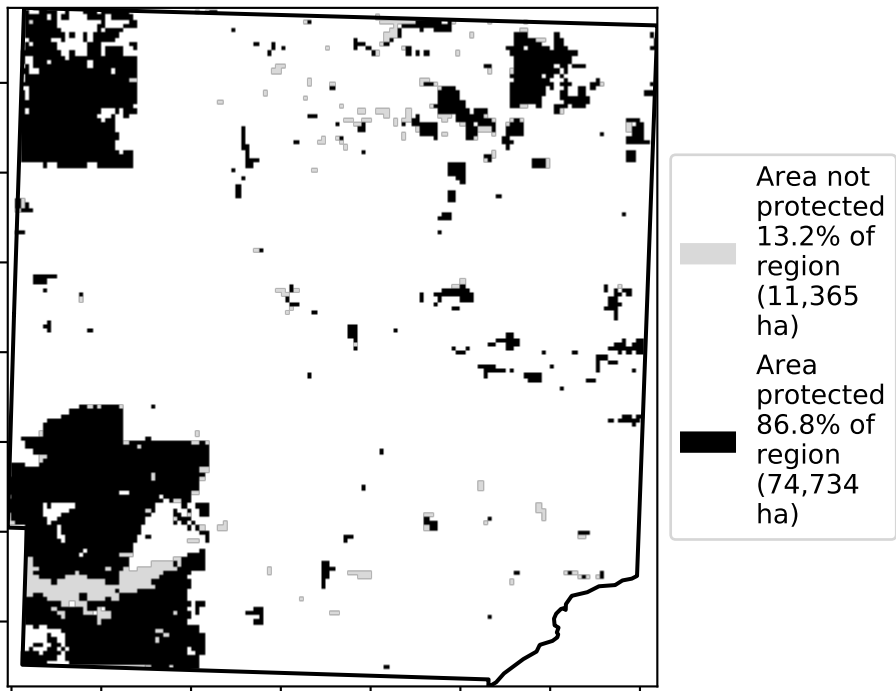 Area not
protected
13.2% of
region
(11,365
ha)
Area
protected
86.8% of
region
(74,734
ha)